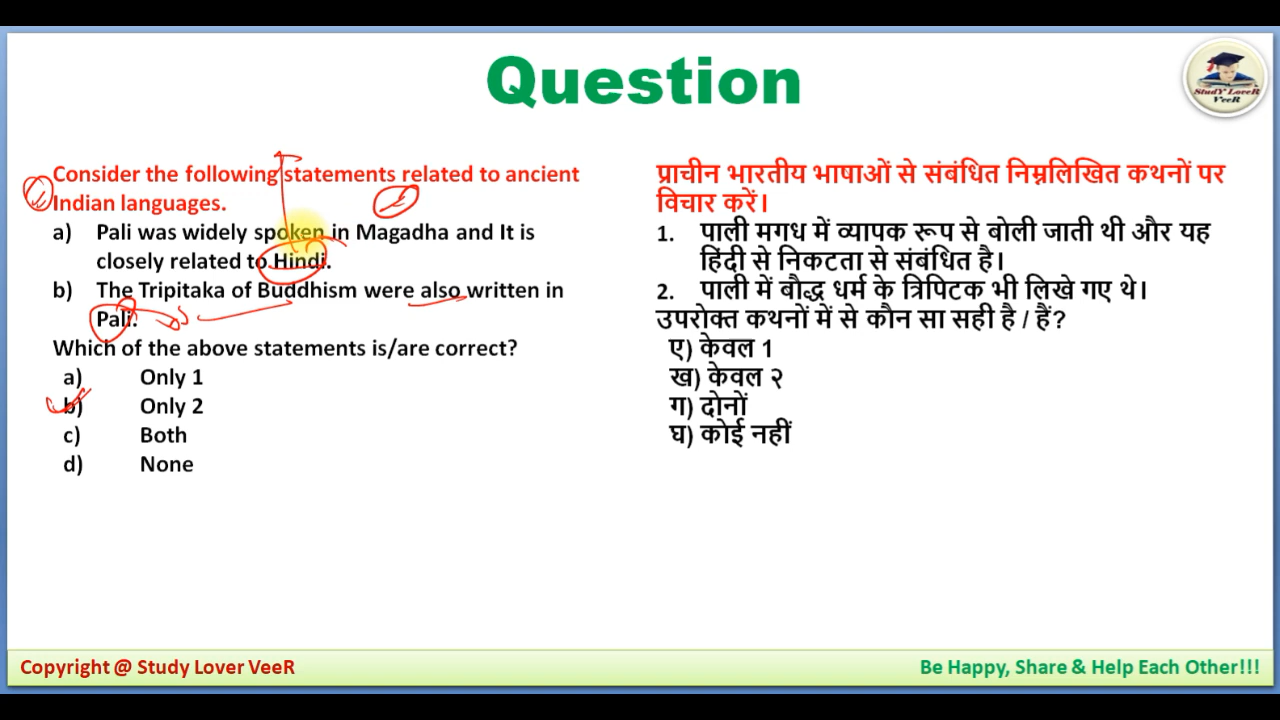 Question
StudY LoveR
VeeR
Consider the following statements related to ancient
Indian languages.
a) Pali was widely spoken in Magadha and It is
closely related to Hindi.
b) The Tripitaka of Buddhism were also written in
Pali.
Which of the above statements is/are correct?
a) Only 1
b) Only 2
c) Both
d) None
प्राचीन भारतीय भाषाओं से संबंधित निम्नलिखित कथनों पर
विचार करें।
1. पाली मगध में व्यापक रूप से बोली जाती थी और यह
हिंदी से निकटता से संबंधित है।
2. पाली में बौद्ध धर्म के त्रिपिटक भी लिखे गए थे।
उपरोक्त कथनों में से कौन सा सही है / हैं?
ए) केवल 1
ख) केवल २
ग) दोनों
घ) कोई नहीं
Copyright @ Study Lover VeeR
Be Happy, Share & Help Each Other!!!